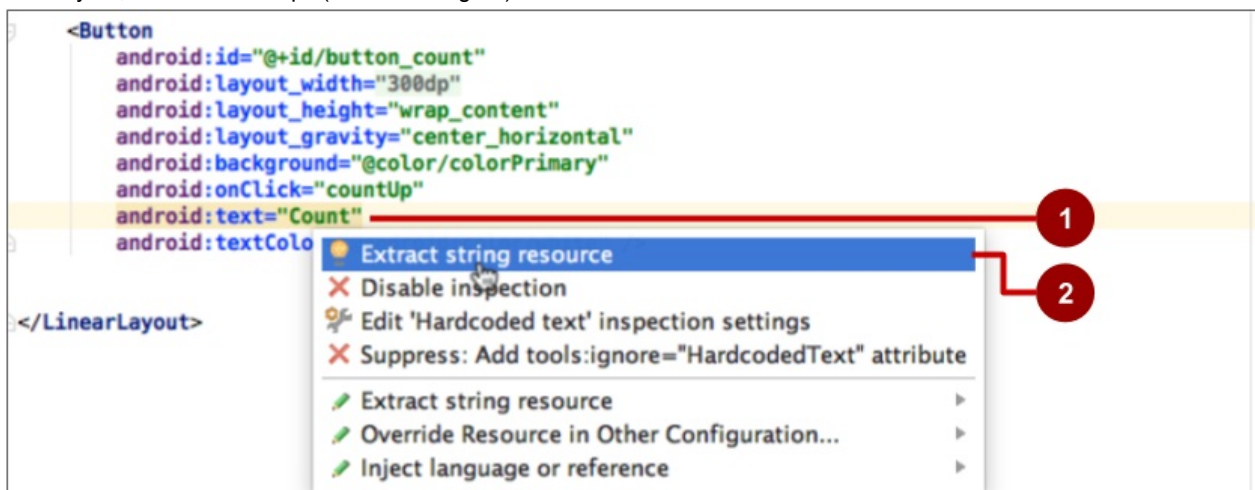 <Button
android:id="@+id/button_count"
android:layout_width="300dp"
android:layout_height="wrap_content"
android:layout_gravity="center_horizontal"
android:background="@color/colorPrimary"
android:onClick="countUp"
android:text="Count"
1
android:textColo
Extract string resource
2
Disable inspection
</LinearLayout>
Edit 'Hardcoded text' inspection settings
Suppress: Add tools:ignore="HardcodedText" attribute
Extract string resource
Override Resource in Other Configuration...
Inject language or reference